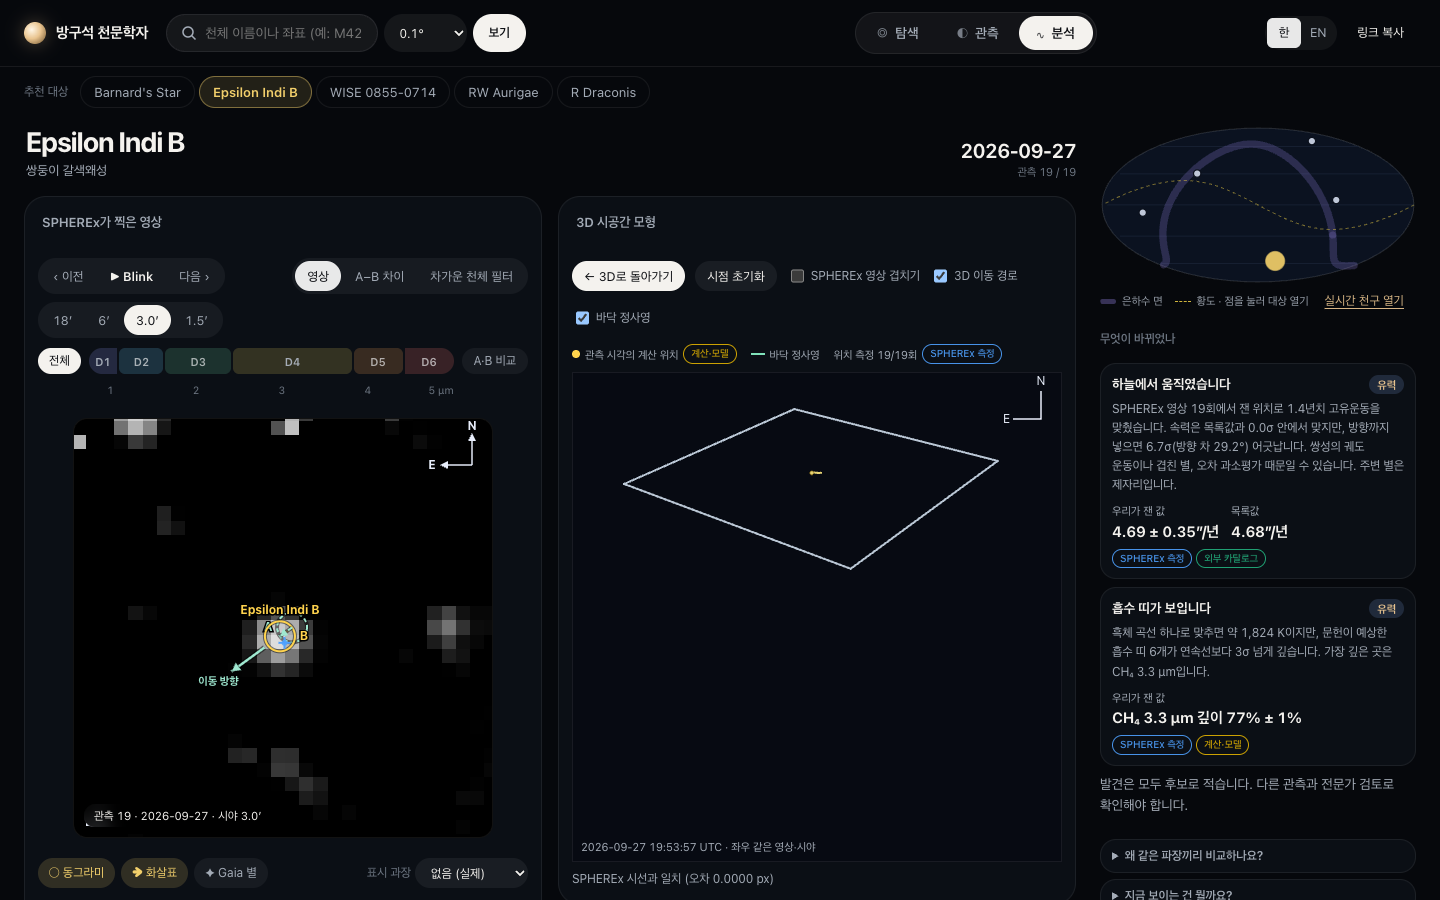 방구석 천문학자
천체 이름이나 좌표 (예: M42
0.1°
보기
탐색
관측
분석
한
EN
링크 복사
추천 대상
Barnard's Star
Epsilon Indi B
WISE 0855-0714
RW Aurigae
R Draconis
Epsilon Indi B
쌍둥이 갈색왜성
2026-09-27
관측 19 / 19
SPHEREx가 찍은 영상
‹ 이전
▶ Blink
다음 ›
영상
A−B 차이
차가운 천체 필터
18′
6′
3.0′
1.5′
전체
D1
D2
D3
D4
D5
D6
A·B 비교
1
2
3
4
5 µm
N
E
Epsilon Indi B
A
B
이동 방향
관측 19 · 2026-09-27 · 시야 3.0′
동그라미
화살표
Gaia 별
표시 과장
없음 (실제)
3D 시공간 모형
← 3D로 돌아가기
시점 초기화
SPHEREx 영상 겹치기
3D 이동 경로
바닥 정사영
관측 시각의 계산 위치
계산·모델
바닥 정사영
위치 측정 19/19회
SPHEREx 측정
N
E
2026-09-27 19:53:57 UTC · 좌우 같은 영상·시야
SPHEREx 시선과 일치 (오차 0.0000 px)
은하수 면
황도 · 점을 눌러 대상 열기
실시간 천구 열기
무엇이 바뀌었나
하늘에서 움직였습니다
유력
SPHEREx 영상 19회에서 잰 위치로 1.4년치 고유운동을
맞췄습니다. 속력은 목록값과 0.0σ 안에서 맞지만, 방향까지
넣으면 6.7σ(방향 차 29.2°) 어긋납니다. 쌍성의 궤도
운동이나 겹친 별, 오차 과소평가 때문일 수 있습니다. 주변 별은
제자리입니다.
우리가 잰 값
목록값
4.69 ± 0.35″/년
4.68″/년
SPHEREx 측정
외부 카탈로그
흡수 띠가 보입니다
유력
흑체 곡선 하나로 맞추면 약 1,824 K이지만, 문헌이 예상한
흡수 띠 6개가 연속선보다 3σ 넘게 깊습니다. 가장 깊은 곳은
CH₄ 3.3 µm입니다.
우리가 잰 값
CH₄ 3.3 µm 깊이 77% ± 1%
SPHEREx 측정
계산·모델
발견은 모두 후보로 적습니다. 다른 관측과 전문가 검토로
확인해야 합니다.
▶ 왜 같은 파장끼리 비교하나요?
▶ 지금 보이는 건 뭘까요?